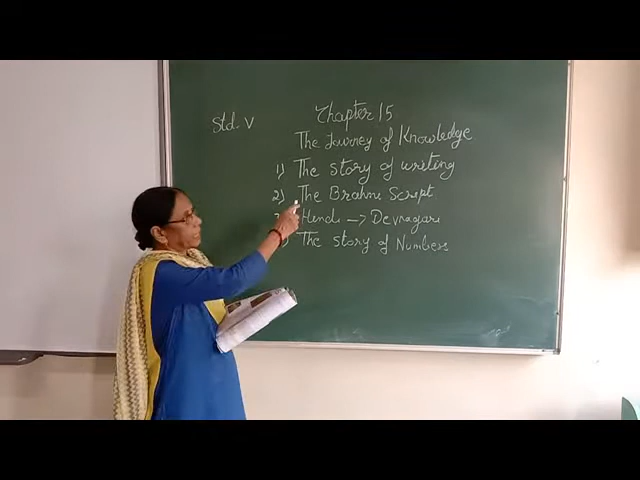 Std. V
Chapter 15
The Journey of Knowledge
1) The story of writing
2) The Brahmi Script
Hindi → Devnagari
The story of Numbers